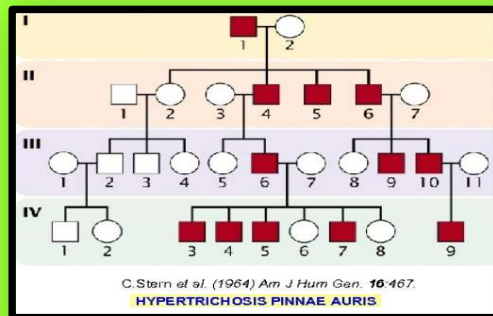 I
1 2
II
1 2 3 4 5 6 7
III
1 2 3 4 5 6 7 8 9 10 11
IV
1 2 3 4 5 6 7 8 9
C.Stern et al. (1964) Am J Hum Gen. 16:467.
HYPERTRICHOSIS PINNAE AURIS